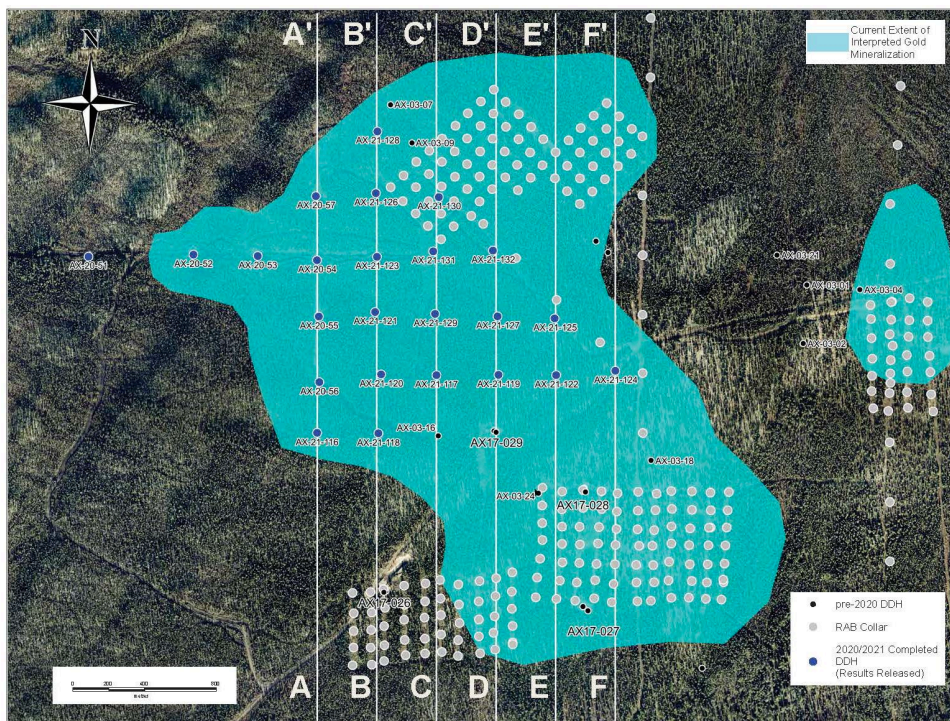 A' B' C' D' E' F'
N
Current Extent of
Interpreted Gold
Mineralization
AX-03-07
AX-21-128
AX-03-09
AX-20-57
AX-21-126
AX-21-130
AX-20-51
AX-20-52
AX-20-53
AX-20-54
AX-21-123
AX-21-131
AX-21-132
AX-03-21
AX-03-01
AX-03-04
AX-20-55
AX-21-121
AX-21-129
AX-21-127
AX-21-125
AX-03-02
AX-20-56
AX-21-120
AX-21-117
AX-21-119
AX-21-122
AX-21-124
AX-21-116
AX-21-118
AX-03-16
AX17-029
AX-03-18
AX-03-24
AX17-028
AX17-026
AX17-027
pre-2020 DDH
RAB Collar
2020/2021 Completed
DDH
(Results Released)
0 200 400 600 800
A B C D E F